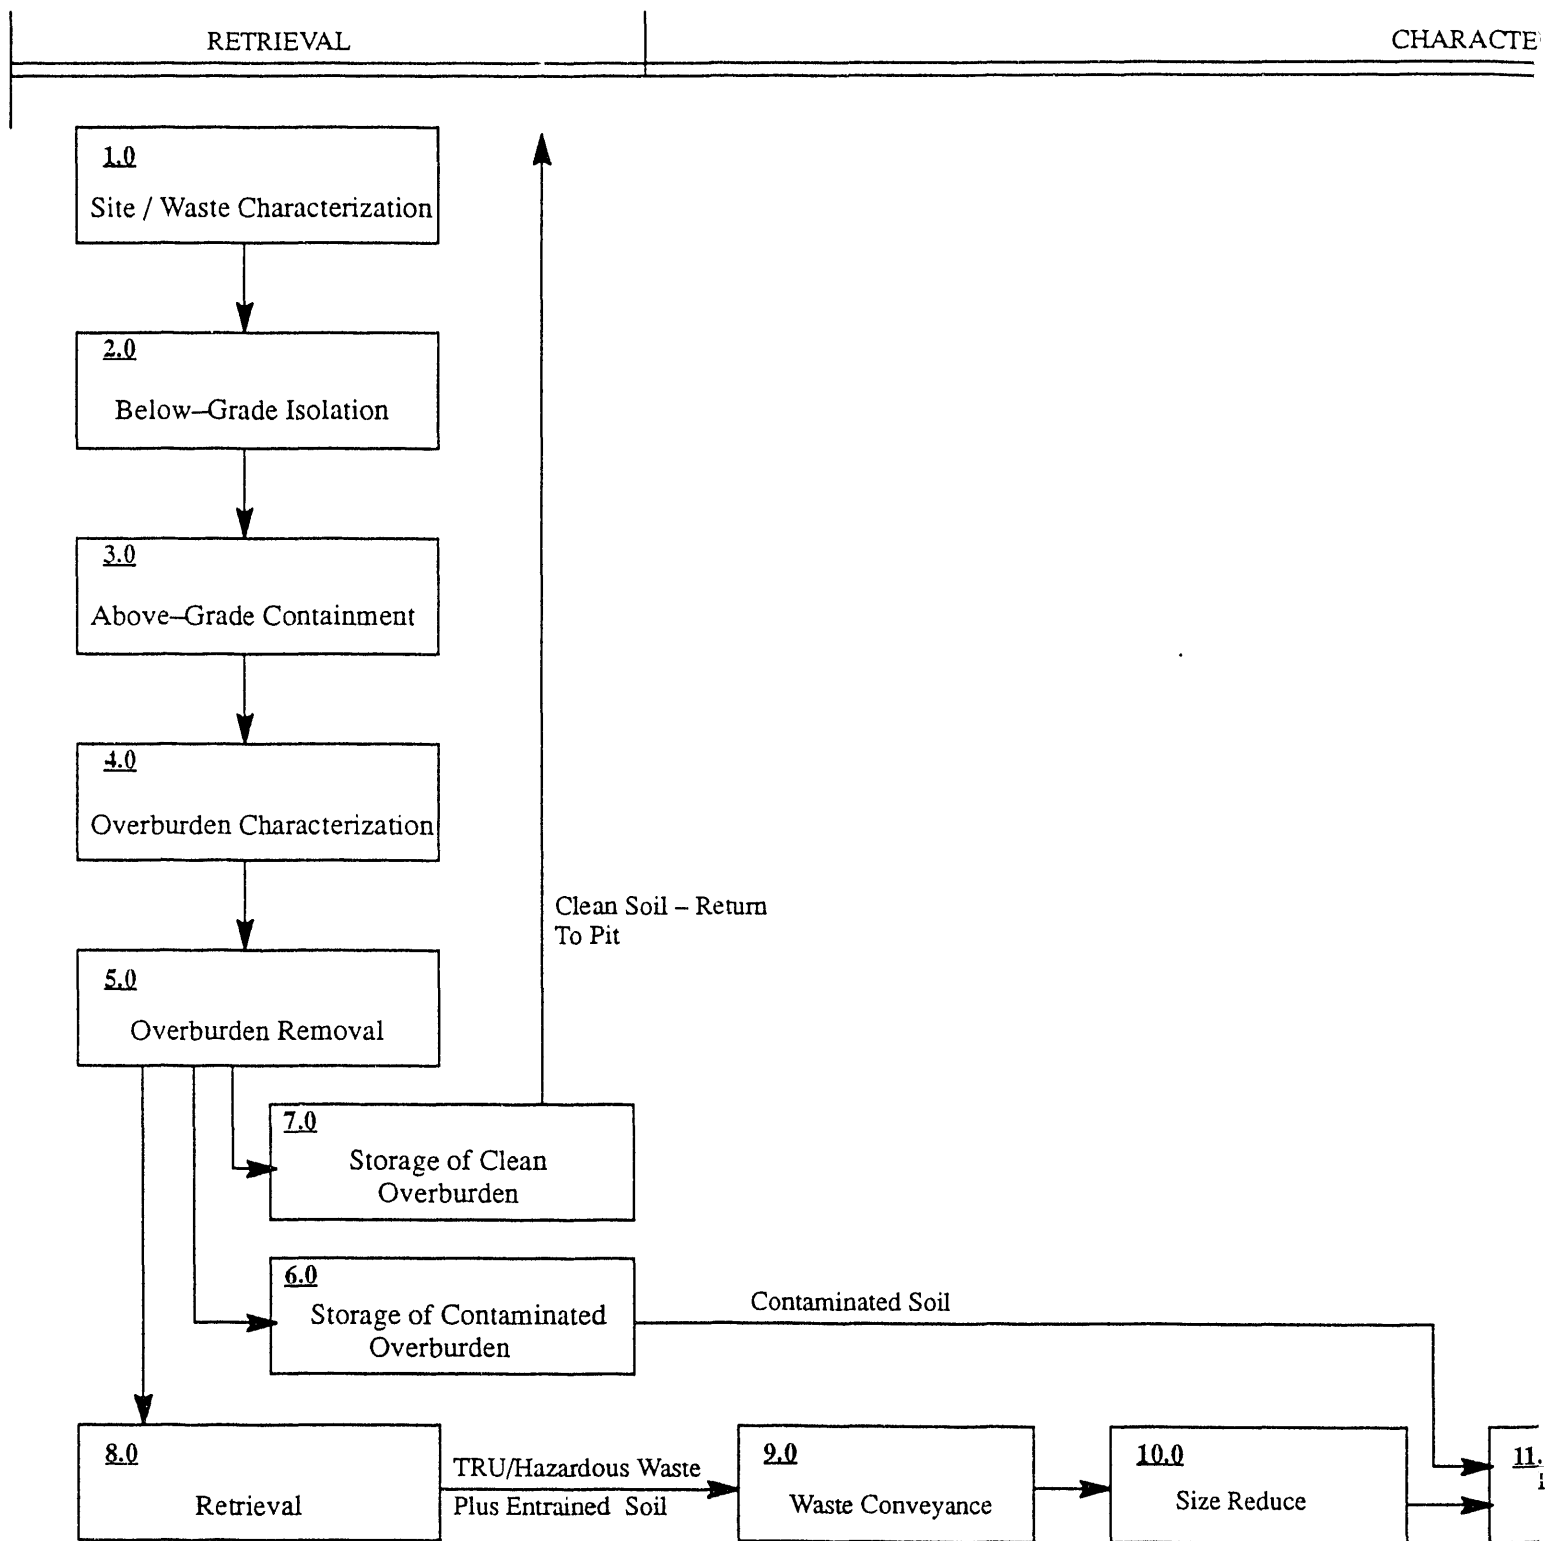 RETRIEVAL
CHARACTE
1.0
Site / Waste Characterization
2.0
Below–Grade Isolation
3.0
Above–Grade Containment
4.0
Overburden Characterization
Clean Soil – Return
To Pit
5.0
Overburden Removal
7.0
Storage of Clean
Overburden
6.0
Storage of Contaminated
Overburden
Contaminated Soil
8.0
Retrieval
TRU/Hazardous Waste
Plus Entrained Soil
9.0
Waste Conveyance
10.0
Size Reduce
11.